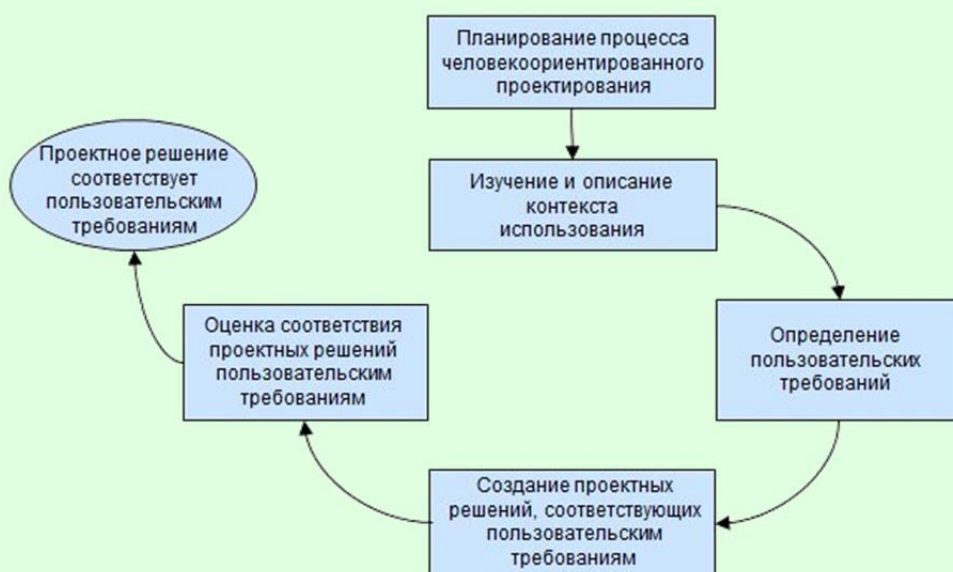 Планирование процесса
человекоориентированного
проектирования
Изучение и описание
контекста
использования
Определение
пользовательских
требований
Создание проектных
решений, соответствующих
пользовательским
требованиям
Оценка соответствия
проектных решений
пользовательским
требованиям
Проектное решение
соответствует
пользовательским
требованиям